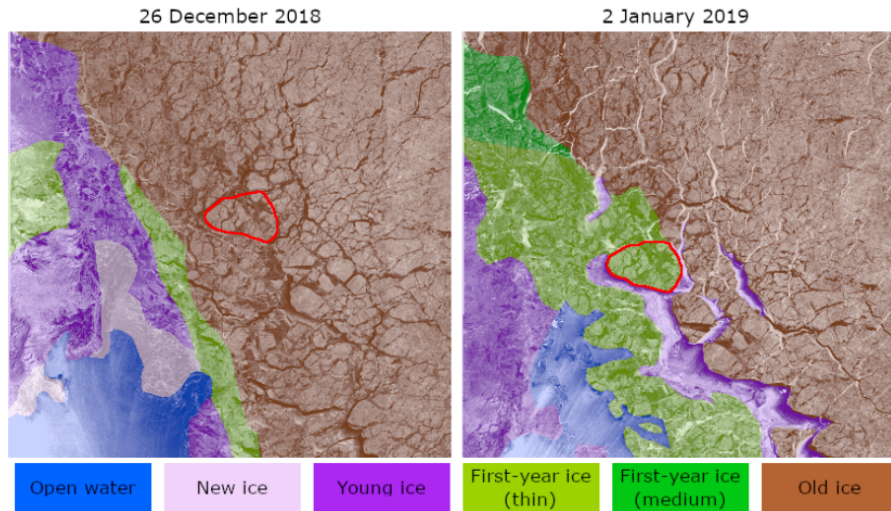 26 December 2018
2 January 2019
Open water
New ice
Young ice
First-year ice
(thin)
First-year ice
(medium)
Old ice